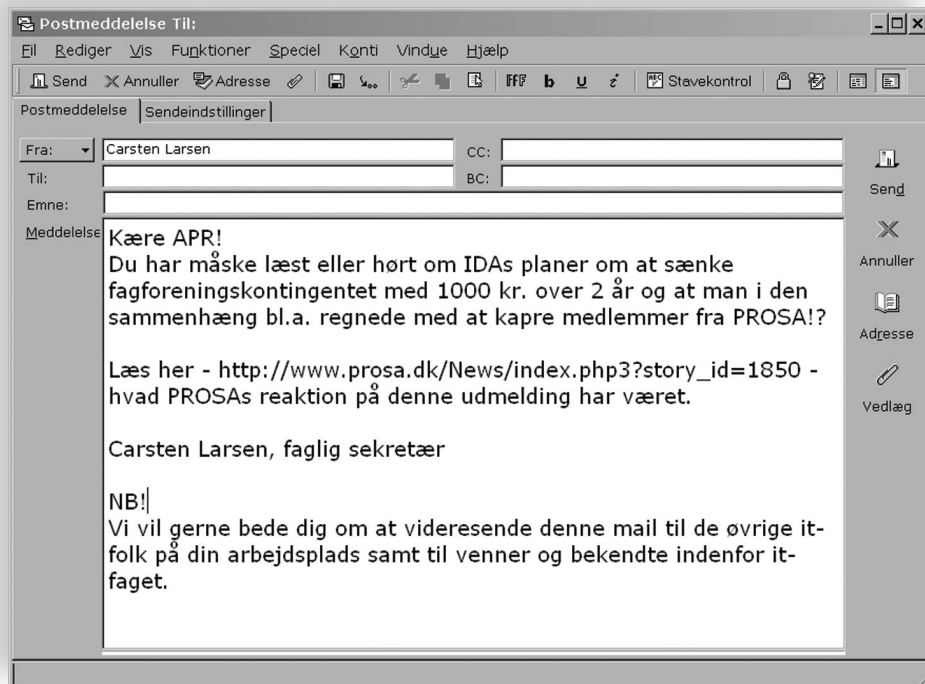 Postmeddelelse Til:
Fil Rediger Vis Funktioner Speciel Konti Vindue Hjælp
Send Annuller Adresse FFF b u i ABC Stavekontrol
Postmeddelelse Sendeindstillinger
Fra: Carsten Larsen CC:
Til: BC:
Emne:
Meddelelse
Kære APR!
Du har måske læst eller hørt om IDAs planer om at sænke
fagforeningskontingentet med 1000 kr. over 2 år og at man i den
sammenhæng bl.a. regnede med at kapre medlemmer fra PROSA!?
Læs her - http://www.prosa.dk/News/index.php3?story_id=1850 -
hvad PROSAs reaktion på denne udmelding har været.
Carsten Larsen, faglig sekretær
NB!
Vi vil gerne bede dig om at videresende denne mail til de øvrige it-
folk på din arbejdsplads samt til venner og bekendte indenfor it-
faget.
Send
Annuller
Adresse
Vedlæg